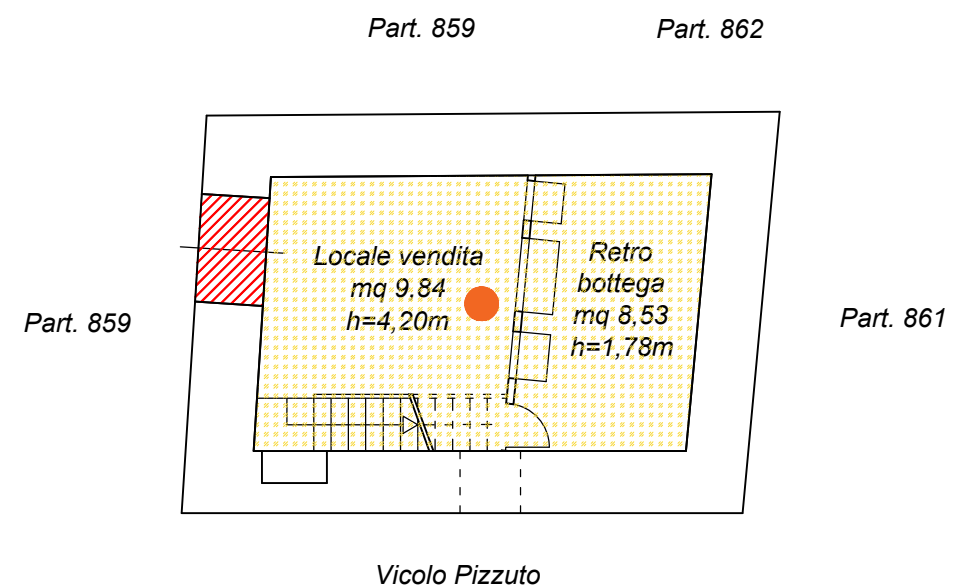 Part. 859
Part. 862
Locale vendita
mq 9,84
h=4,20m
Retro
bottega
mq 8,53
h=1,78m
Part. 859
Part. 861
Vicolo Pizzuto